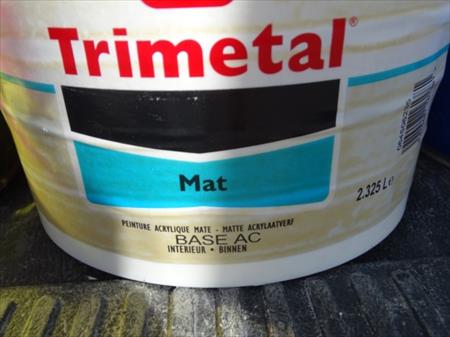 Trimetal®
Mat
2.325 L e
PEINTURE ACRYLIQUE MATE - MATTE ACRYLAATVERF
BASE AC
INTERIEUR • BINNEN